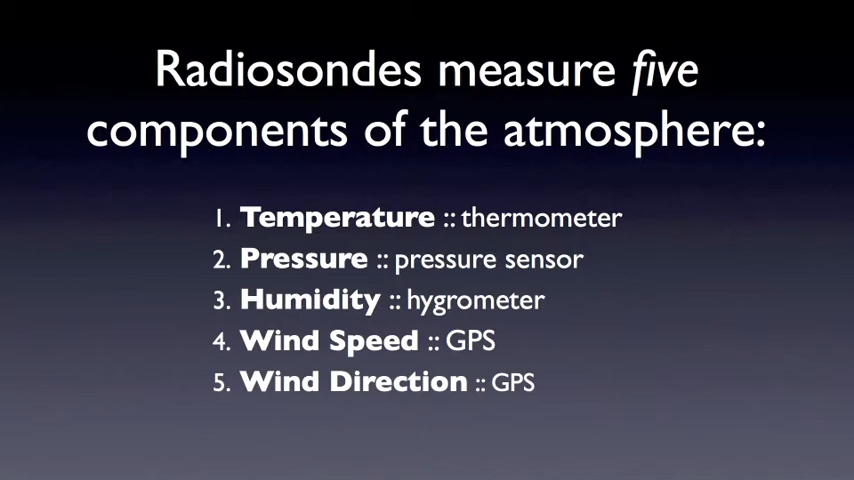 Radiosondes measure five
components of the atmosphere:
1. Temperature :: thermometer
2. Pressure :: pressure sensor
3. Humidity :: hygrometer
4. Wind Speed :: GPS
5. Wind Direction :: GPS